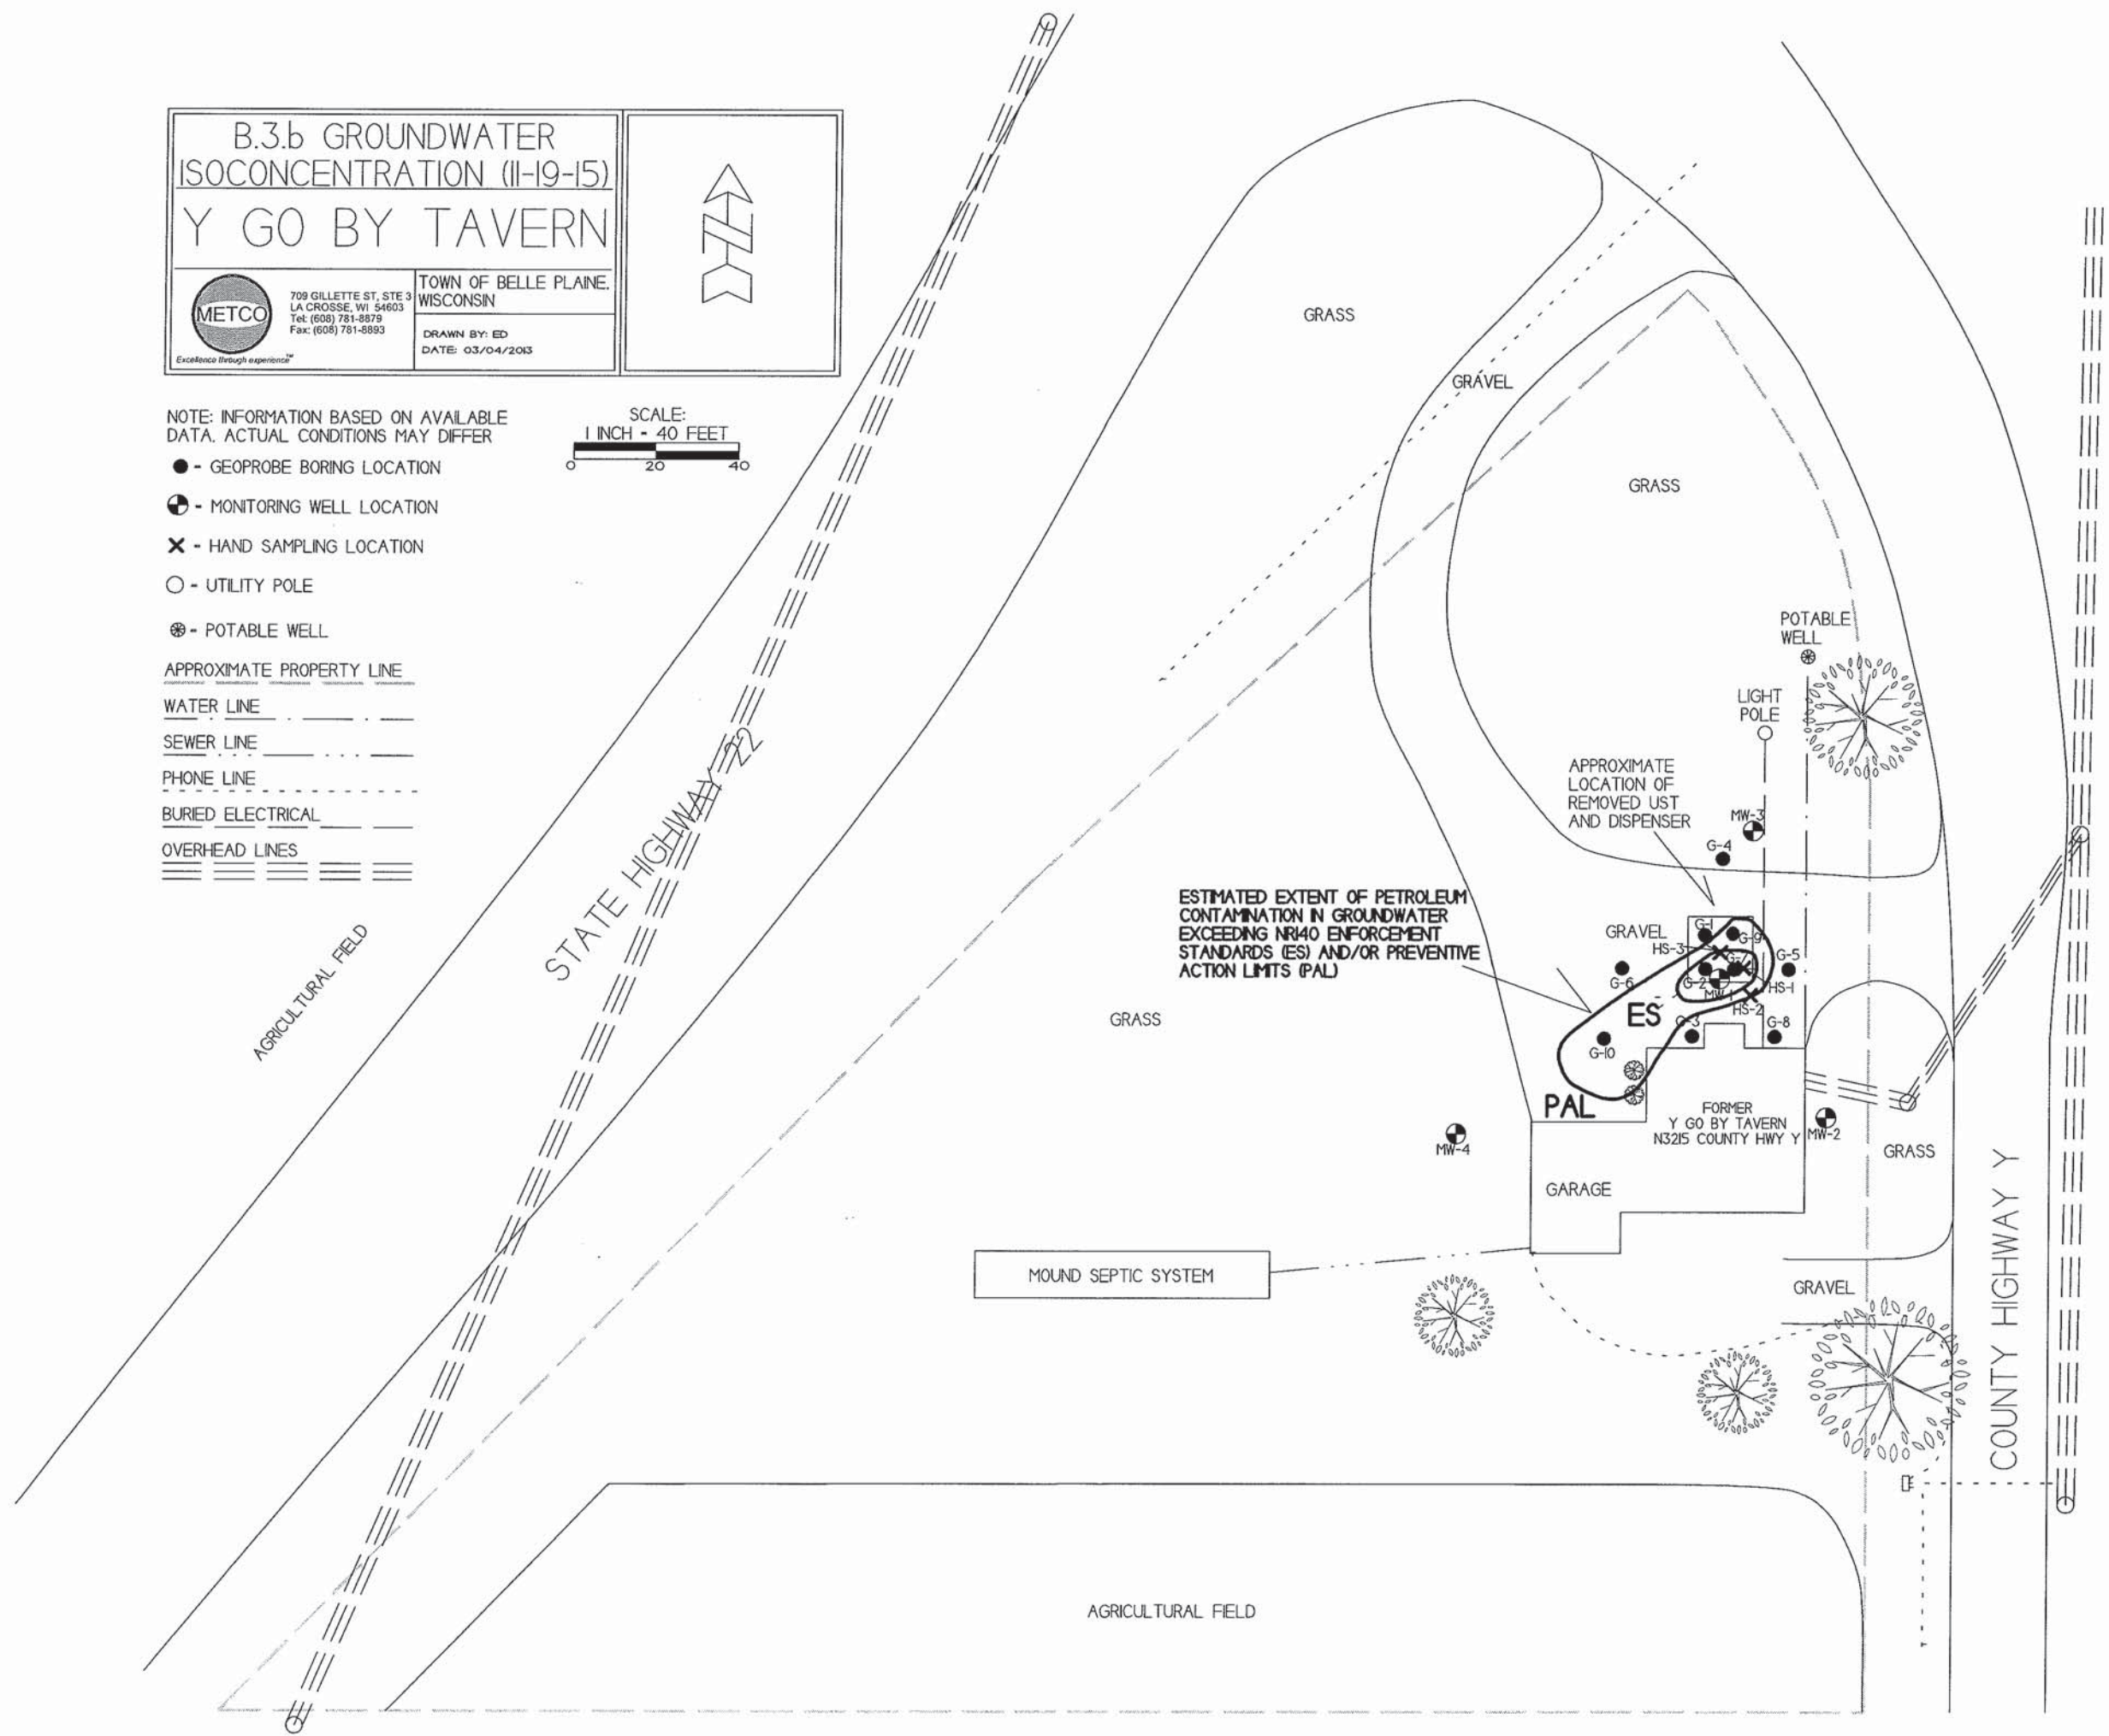 B.3.b GROUNDWATER
ISOCONCENTRATION (11-19-15)
Y GO BY TAVERN
METCO
Excellence through experience™
709 GILLETTE ST, STE 3
LA CROSSE, WI 54603
Tel: (608) 781-8879
Fax: (608) 781-8893
TOWN OF BELLE PLAINE,
WISCONSIN
DRAWN BY: ED
DATE: 03/04/2013
N
NOTE: INFORMATION BASED ON AVAILABLE
DATA. ACTUAL CONDITIONS MAY DIFFER
SCALE:
1 INCH = 40 FEET
0 20 40
- GEOPROBE BORING LOCATION
- MONITORING WELL LOCATION
- HAND SAMPLING LOCATION
- UTILITY POLE
- POTABLE WELL
APPROXIMATE PROPERTY LINE
WATER LINE
SEWER LINE
PHONE LINE
BURIED ELECTRICAL
OVERHEAD LINES
AGRICULTURAL FIELD
STATE HIGHWAY 22
GRASS
GRAVEL
GRASS
POTABLE
WELL
LIGHT
POLE
APPROXIMATE
LOCATION OF
REMOVED UST
AND DISPENSER
MW-3
G-4
ESTIMATED EXTENT OF PETROLEUM
CONTAMINATION IN GROUNDWATER
EXCEEDING NR140 ENFORCEMENT
STANDARDS (ES) AND/OR PREVENTIVE
ACTION LIMITS (PAL)
GRAVEL
G-1
G-9
HS-3
G-7
G-5
G-6
G-2
MW-1
HS-1
HS-2
ES
G-3
G-8
G-10
PAL
GRASS
FORMER
Y GO BY TAVERN
N3215 COUNTY HWY Y
MW-2
MW-4
GRASS
GARAGE
MOUND SEPTIC SYSTEM
GRAVEL
COUNTY HIGHWAY Y
AGRICULTURAL FIELD